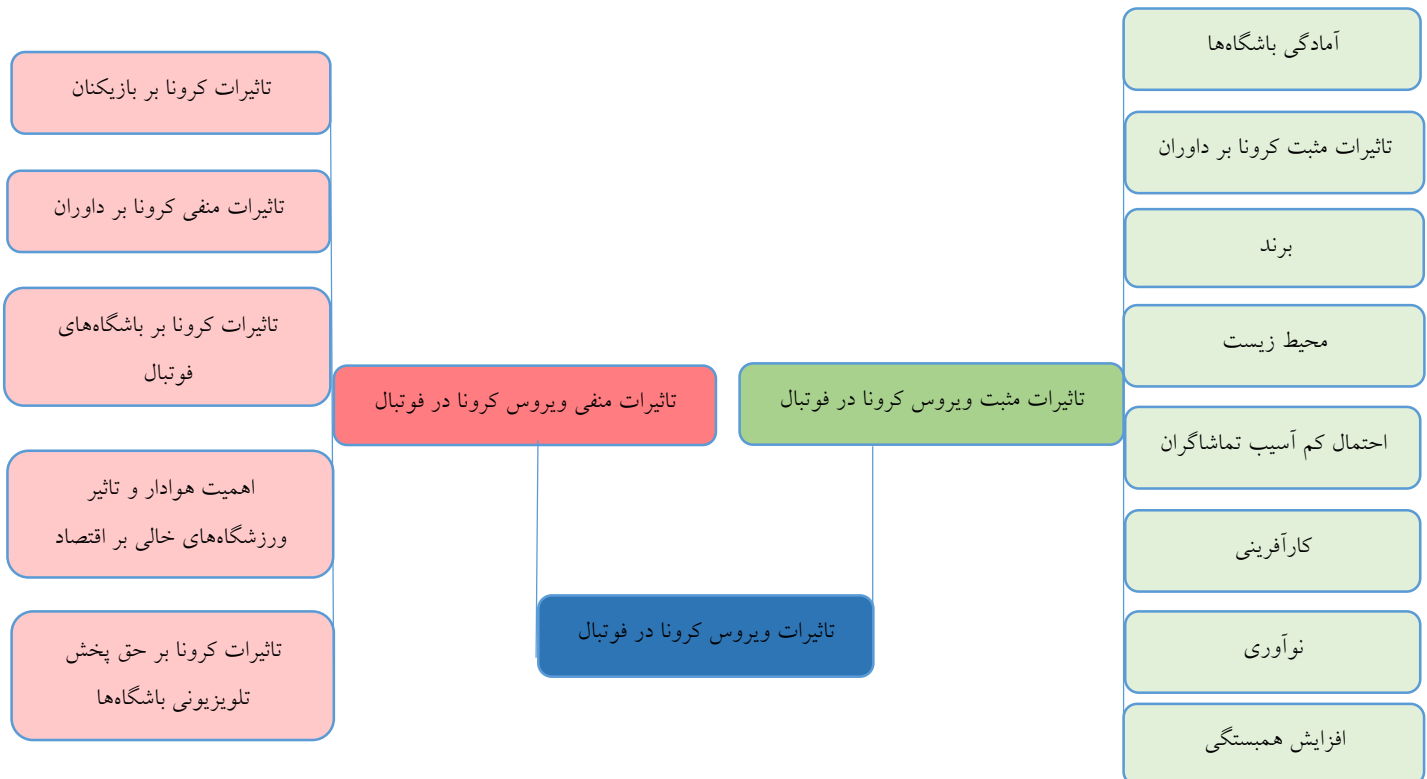 آمادگی باشگاه‌ها
تاثیرات مثبت کرونا بر داوران
برند
محیط زیست
احتمال کم آسیب تماشاگران
کارآفرینی
نوآوری
افزایش همبستگی
تاثیرات مثبت ویروس کرونا در فوتبال
تاثیرات ویروس کرونا در فوتبال
تاثیرات منفی ویروس کرونا در فوتبال
تاثیرات کرونا بر بازیکنان
تاثیرات منفی کرونا بر داوران
تاثیرات کرونا بر باشگاه‌های
فوتبال
اهمیت هوادار و تاثیر
ورزشگاه‌های خالی بر اقتصاد
تاثیرات کرونا بر حق پخش
تلویزیونی باشگاه‌ها